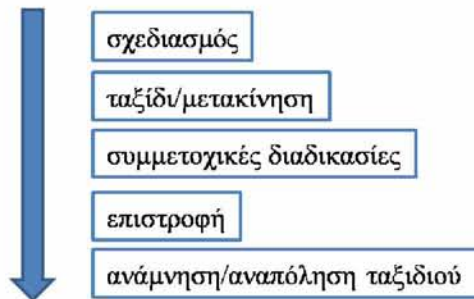 σχεδιασμός
ταξίδι/μετακίνηση
συμμετοχικές διαδικασίες
επιστροφή
ανάμνηση/αναπόληση ταξιδιού